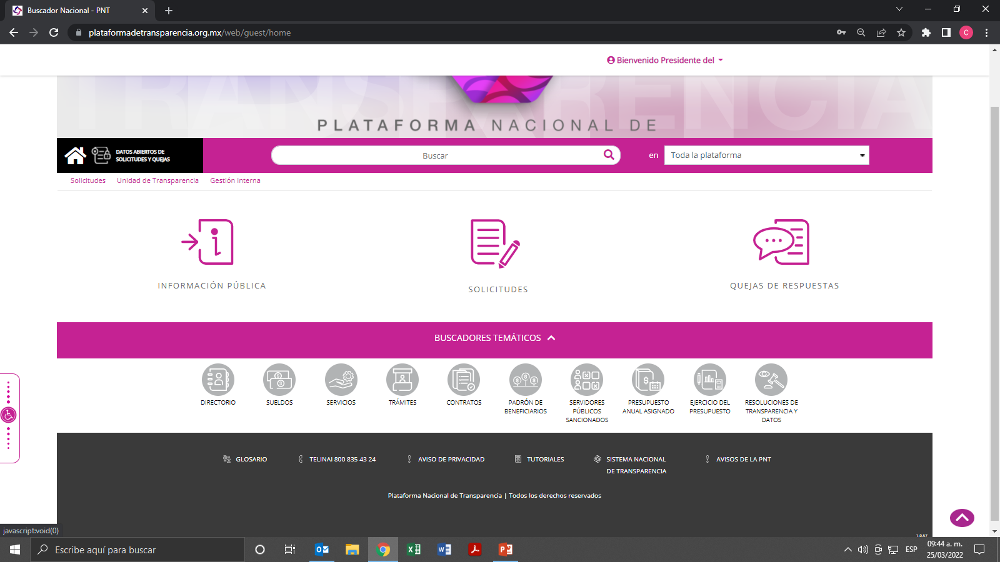 Buscador Nacional - PNT
plataformadetransparencia.org.mx/web/guest/home
C
Bienvenido Presidente del
TRANSPARENCIA
PLATAFORMA NACIONAL DE
DATOS ABIERTOS DE
SOLICITUDES Y QUEJAS
Buscar
en
Toda la plataforma
Solicitudes
Unidad de Transparencia
Gestión interna
INFORMACIÓN PÚBLICA
SOLICITUDES
QUEJAS DE RESPUESTAS
BUSCADORES TEMÁTICOS
DIRECTORIO
SUELDOS
SERVICIOS
TRÁMITES
CONTRATOS
PADRÓN DE
BENEFICIARIOS
SERVIDORES
PÚBLICOS
SANCIONADOS
PRESUPUESTO
ANUAL ASIGNADO
EJERCICIO DEL
PRESUPUESTO
RESOLUCIONES DE
TRANSPARENCIA Y
DATOS
GLOSARIO
TELINAI 800 835 43 24
AVISO DE PRIVACIDAD
TUTORIALES
SISTEMA NACIONAL
DE TRANSPARENCIA
AVISOS DE LA PNT
Plataforma Nacional de Transparencia | Todos los derechos reservados
1.0.57
javascript:void(0)
Escribe aquí para buscar
ESP
09:44 a. m.
25/03/2022